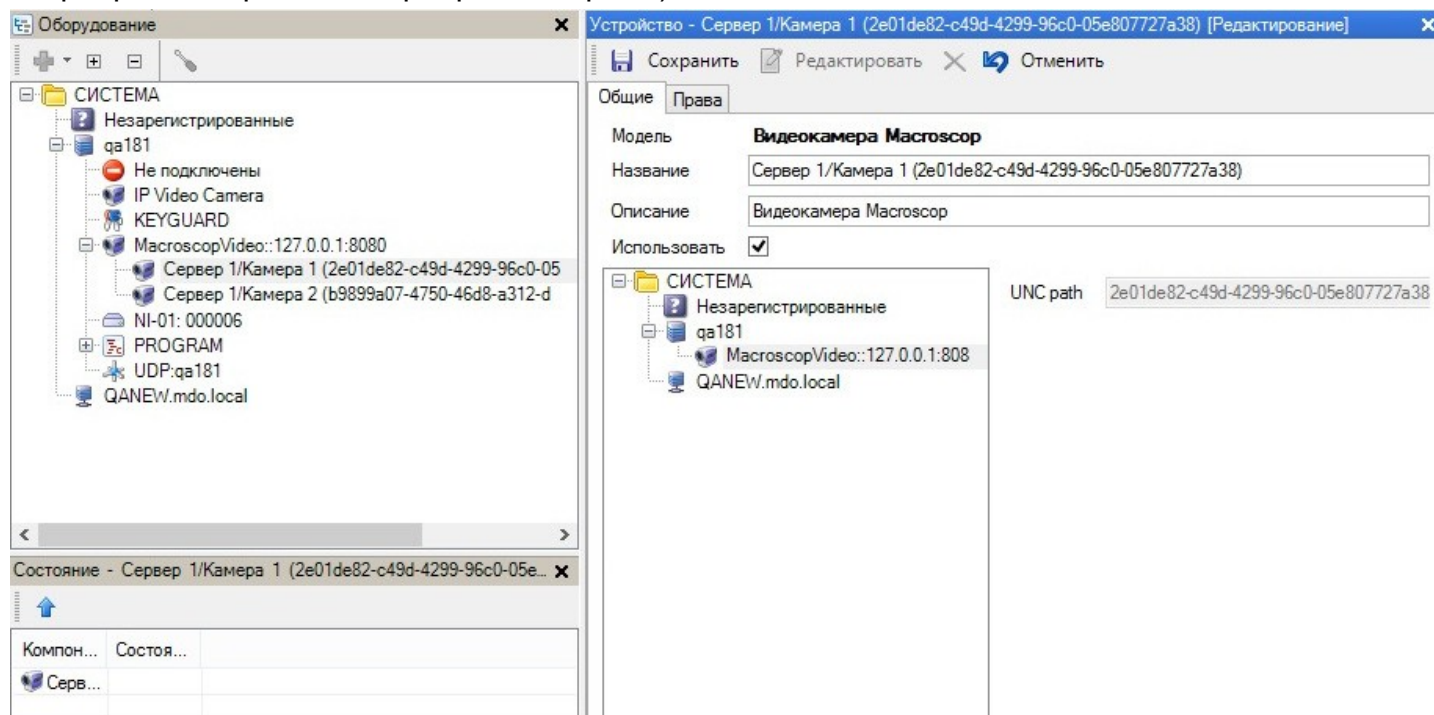 Оборудование
СИСТЕМА
Незарегистрированные
qa181
Не подключены
IP Video Camera
KEYGUARD
MacroscopVideo::127.0.0.1:8080
Сервер 1/Камера 1 (2e01de82-c49d-4299-96c0-05
Сервер 1/Камера 2 (b9899a07-4750-46d8-a312-d
NI-01: 000006
PROGRAM
UDP:qa181
QANEW.mdo.local
Состояние - Сервер 1/Камера 1 (2e01de82-c49d-4299-96c0-05e...
Компон... Состоя...
Серв...
Устройство - Сервер 1/Камера 1 (2e01de82-c49d-4299-96c0-05e807727a38) [Редактирование]
Сохранить Редактировать Отменить
Общие Права
Модель Видеокамера Macroscop
Название Сервер 1/Камера 1 (2e01de82-c49d-4299-96c0-05e807727a38)
Описание Видеокамера Macroscop
Использовать
СИСТЕМА
Незарегистрированные
qa181
MacroscopVideo::127.0.0.1:808
QANEW.mdo.local
UNC path 2e01de82-c49d-4299-96c0-05e807727a38